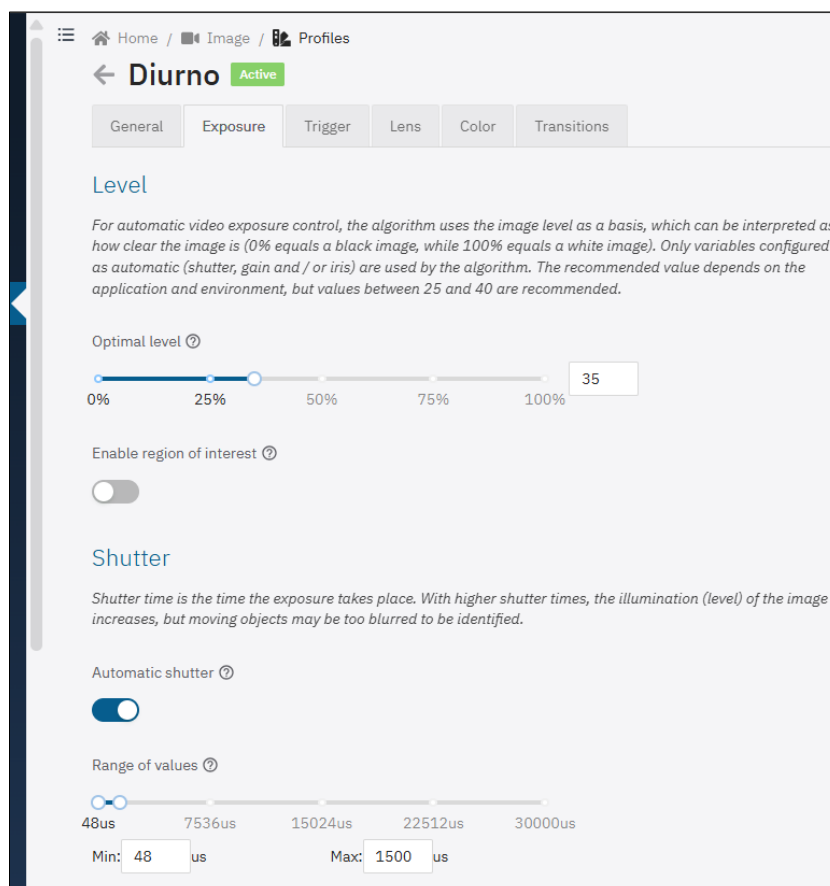 Home / Image / Profiles
Diurno Active
General Exposure Trigger Lens Color Transitions
Level
For automatic video exposure control, the algorithm uses the image level as a basis, which can be interpreted as
how clear the image is (0% equals a black image, while 100% equals a white image). Only variables configured
as automatic (shutter, gain and / or iris) are used by the algorithm. The recommended value depends on the
application and environment, but values between 25 and 40 are recommended.
Optimal level ?
35
0% 25% 50% 75% 100%
Enable region of interest ?
Shutter
Shutter time is the time the exposure takes place. With higher shutter times, the illumination (level) of the image
increases, but moving objects may be too blurred to be identified.
Automatic shutter ?
Range of values ?
48us 7536us 15024us 22512us 30000us
Min: 48 us Max: 1500 us